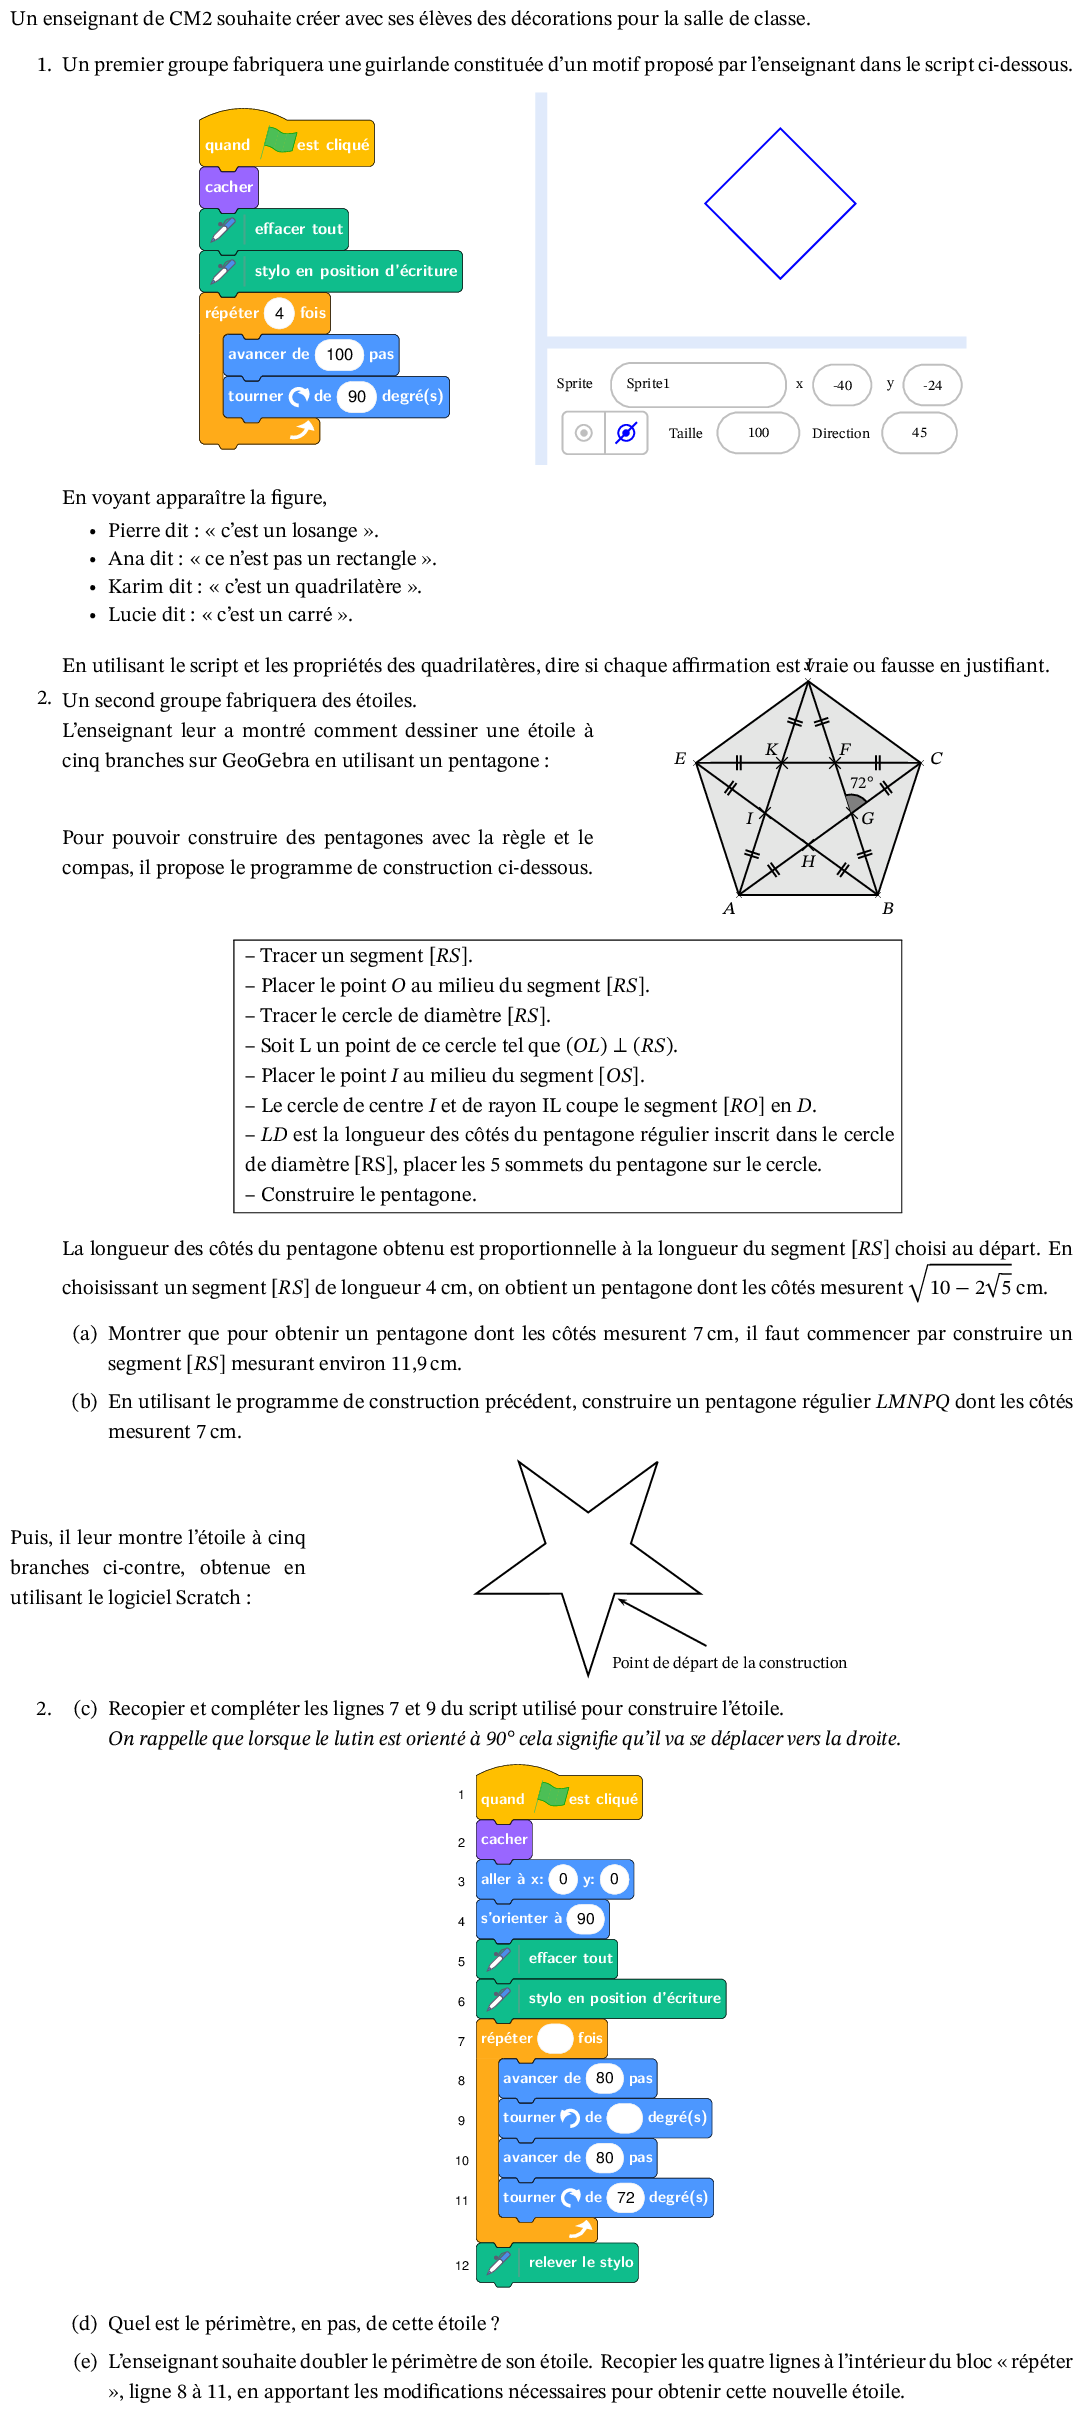 Un enseignant de CM2 souhaite créer avec ses élèves des décorations pour la salle de classe.
1. Un premier groupe fabriquera une guirlande constituée d'un motif proposé par l'enseignant dans le script ci-dessous.
quand est cliqué
cacher
effacer tout
stylo en position d'écriture
répéter 4 fois
avancer de 100 pas
tourner de 90 degré(s)
Sprite Sprite1 x -40 y -24
Taille 100 Direction 45
En voyant apparaître la figure,
• Pierre dit : « c'est un losange ».
• Ana dit : « ce n'est pas un rectangle ».
• Karim dit : « c'est un quadrilatère ».
• Lucie dit : « c'est un carré ».
En utilisant le script et les propriétés des quadrilatères, dire si chaque affirmation est vraie ou fausse en justifiant.
2. Un second groupe fabriquera des étoiles.
L'enseignant leur a montré comment dessiner une étoile à
cinq branches sur GeoGebra en utilisant un pentagone :
Pour pouvoir construire des pentagones avec la règle et le
compas, il propose le programme de construction ci-dessous.
E K F C
72°
I G
H
A B
– Tracer un segment [RS].
– Placer le point O au milieu du segment [RS].
– Tracer le cercle de diamètre [RS].
– Soit L un point de ce cercle tel que (OL) ⊥ (RS).
– Placer le point I au milieu du segment [OS].
– Le cercle de centre I et de rayon IL coupe le segment [RO] en D.
– LD est la longueur des côtés du pentagone régulier inscrit dans le cercle
de diamètre [RS], placer les 5 sommets du pentagone sur le cercle.
– Construire le pentagone.
La longueur des côtés du pentagone obtenu est proportionnelle à la longueur du segment [RS] choisi au départ. En
choisissant un segment [RS] de longueur 4 cm, on obtient un pentagone dont les côtés mesurent √(10 − 2√5) cm.
(a) Montrer que pour obtenir un pentagone dont les côtés mesurent 7 cm, il faut commencer par construire un
segment [RS] mesurant environ 11,9 cm.
(b) En utilisant le programme de construction précédent, construire un pentagone régulier LMNPQ dont les côtés
mesurent 7 cm.
Puis, il leur montre l'étoile à cinq
branches ci-contre, obtenue en
utilisant le logiciel Scratch :
Point de départ de la construction
2. (c) Recopier et compléter les lignes 7 et 9 du script utilisé pour construire l'étoile.
On rappelle que lorsque le lutin est orienté à 90° cela signifie qu'il va se déplacer vers la droite.
1 quand est cliqué
2 cacher
3 aller à x: 0 y: 0
4 s'orienter à 90
5 effacer tout
6 stylo en position d'écriture
7 répéter fois
8 avancer de 80 pas
9 tourner de degré(s)
10 avancer de 80 pas
11 tourner de 72 degré(s)
12 relever le stylo
(d) Quel est le périmètre, en pas, de cette étoile ?
(e) L'enseignant souhaite doubler le périmètre de son étoile. Recopier les quatre lignes à l'intérieur du bloc « répéter
», ligne 8 à 11, en apportant les modifications nécessaires pour obtenir cette nouvelle étoile.